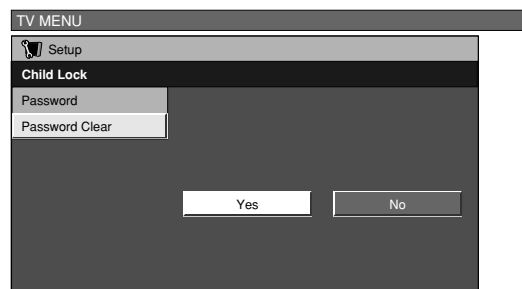 TV MENU
Setup
Child Lock
Password
Password Clear
Yes No